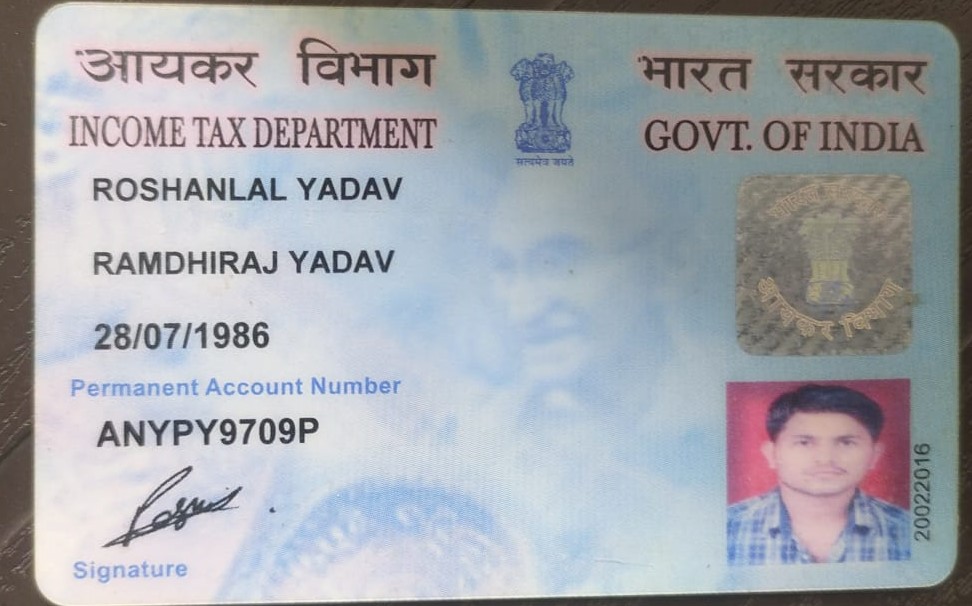 आयकर विभाग
भारत सरकार
INCOME TAX DEPARTMENT
GOVT. OF INDIA
सत्यमेव जयते
ROSHANLAL YADAV
RAMDHIRAJ YADAV
28/07/1986
Permanent Account Number
ANYPY9709P
Signature
20022016
आयकर विभाग